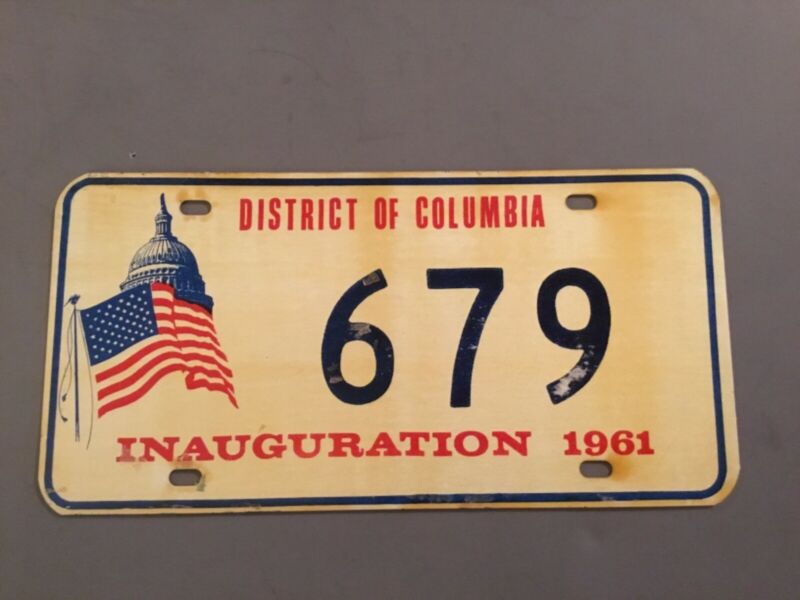 DISTRICT OF COLUMBIA
679
INAUGURATION 1961